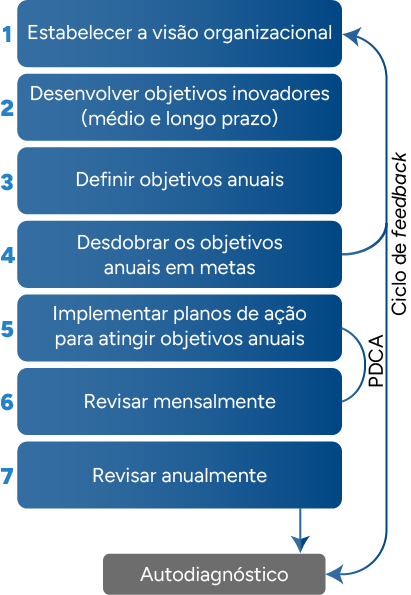 1 Estabelecer a visão organizacional
2 Desenvolver objetivos inovadores
(médio e longo prazo)
3 Definir objetivos anuais
4 Desdobrar os objetivos
anuais em metas
5 Implementar planos de ação
para atingir objetivos anuais
6 Revisar mensalmente
7 Revisar anualmente
Autodiagnóstico
PDCA
Ciclo de feedback